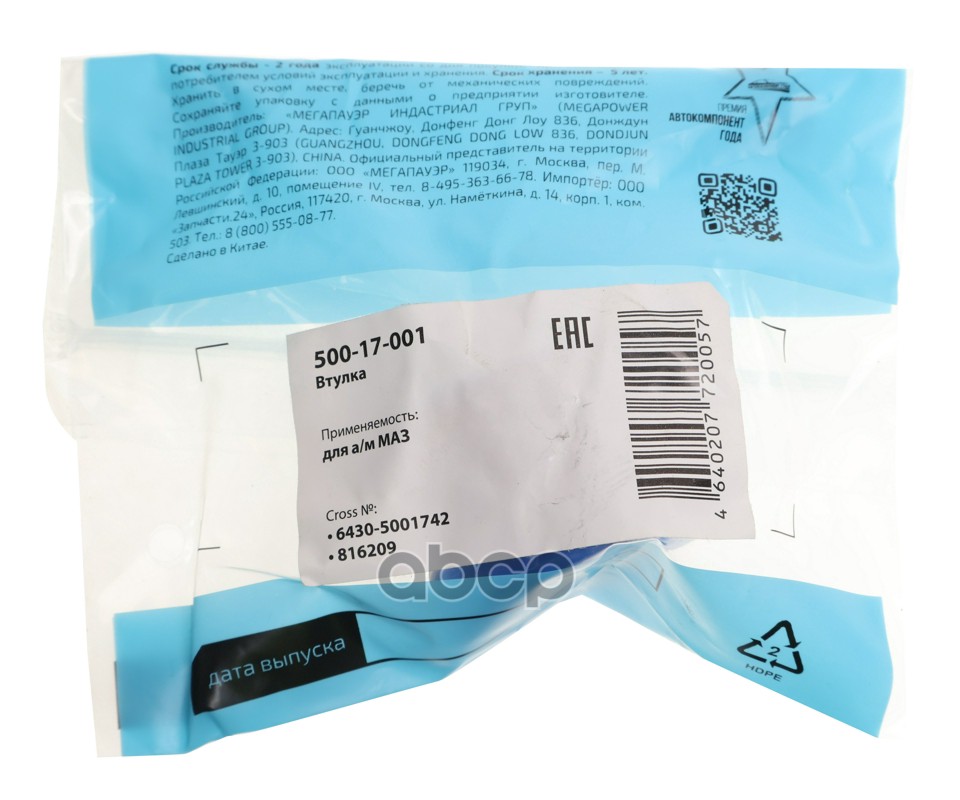 Срок службы - 2 года эксплуатации со
потребителем условий эксплуатации и хранения. Срок хранения – 5 лет.
Хранить в сухом месте, беречь от механических повреждений.
Сохраняйте упаковку с данными о предприятии изготовителе.
Производитель: «МЕГАПАУЭР ИНДАСТРИАЛ ГРУП» (MEGAPOWER
INDUSTRIAL GROUP). Адрес: Гуанчжоу, Донфенг Донг Лоу 836, Донждун
Плаза Тауэр 3-903 (GUANGZHOU, DONGFENG DONG LOW 836, DONDJUN
PLAZA TOWER 3-903). CHINA. Официальный представитель на территории
Российской Федерации: ООО «МЕГАПАУЭР» 119034, г. Москва, пер. М.
Левшинский, д. 10, помещение IV, тел. 8-495-363-66-78. Импортёр: ООО
«Запчасти.24», Россия, 117420, г. Москва, ул. Намёткина, д. 14, корп. 1, ком.
503. Тел.: 8 (800) 555-08-77.
Сделано в Китае.
ПРЕМИЯ
АВТОКОМПОНЕНТ
ГОДА
500-17-001
Втулка
EAC
Применяемость:
для а/м МАЗ
Cross №:
• 6430-5001742
• 816209
4 640207 720057
abcp
дата выпуска
2
HDPE